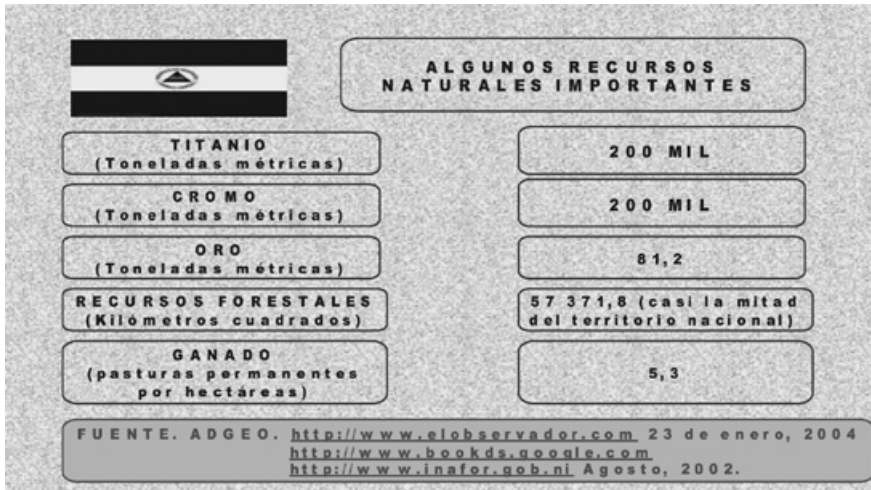 ALGUNOS RECURSOS
NATURALES IMPORTANTES
TITANIO
(Toneladas métricas)
200 MIL
CROMO
(Toneladas métricas)
200 MIL
ORO
(Toneladas métricas)
81,2
RECURSOS FORESTALES
(Kilómetros cuadrados)
57 371,8 (casi la mitad
del territorio nacional)
GANADO
(pasturas permanentes
por hectáreas)
5,3
FUENTE. ADGEO. http://www.elobservador.com 23 de enero, 2004
http://www.bookds.google.com
http://www.inafor.gob.ni Agosto, 2002.